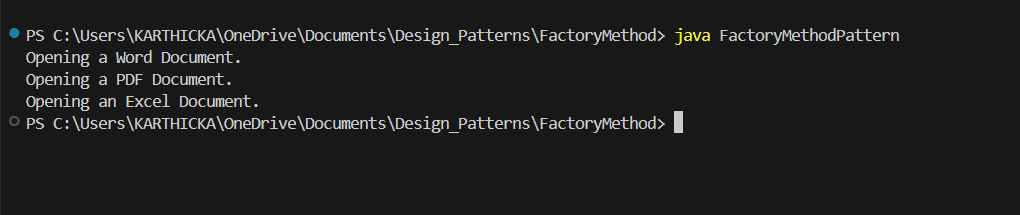 PS C:\Users\KARTHICKA\OneDrive\Documents\Design_Patterns\FactoryMethod> java FactoryMethodPattern
Opening a Word Document.
Opening a PDF Document.
Opening an Excel Document.
PS C:\Users\KARTHICKA\OneDrive\Documents\Design_Patterns\FactoryMethod>